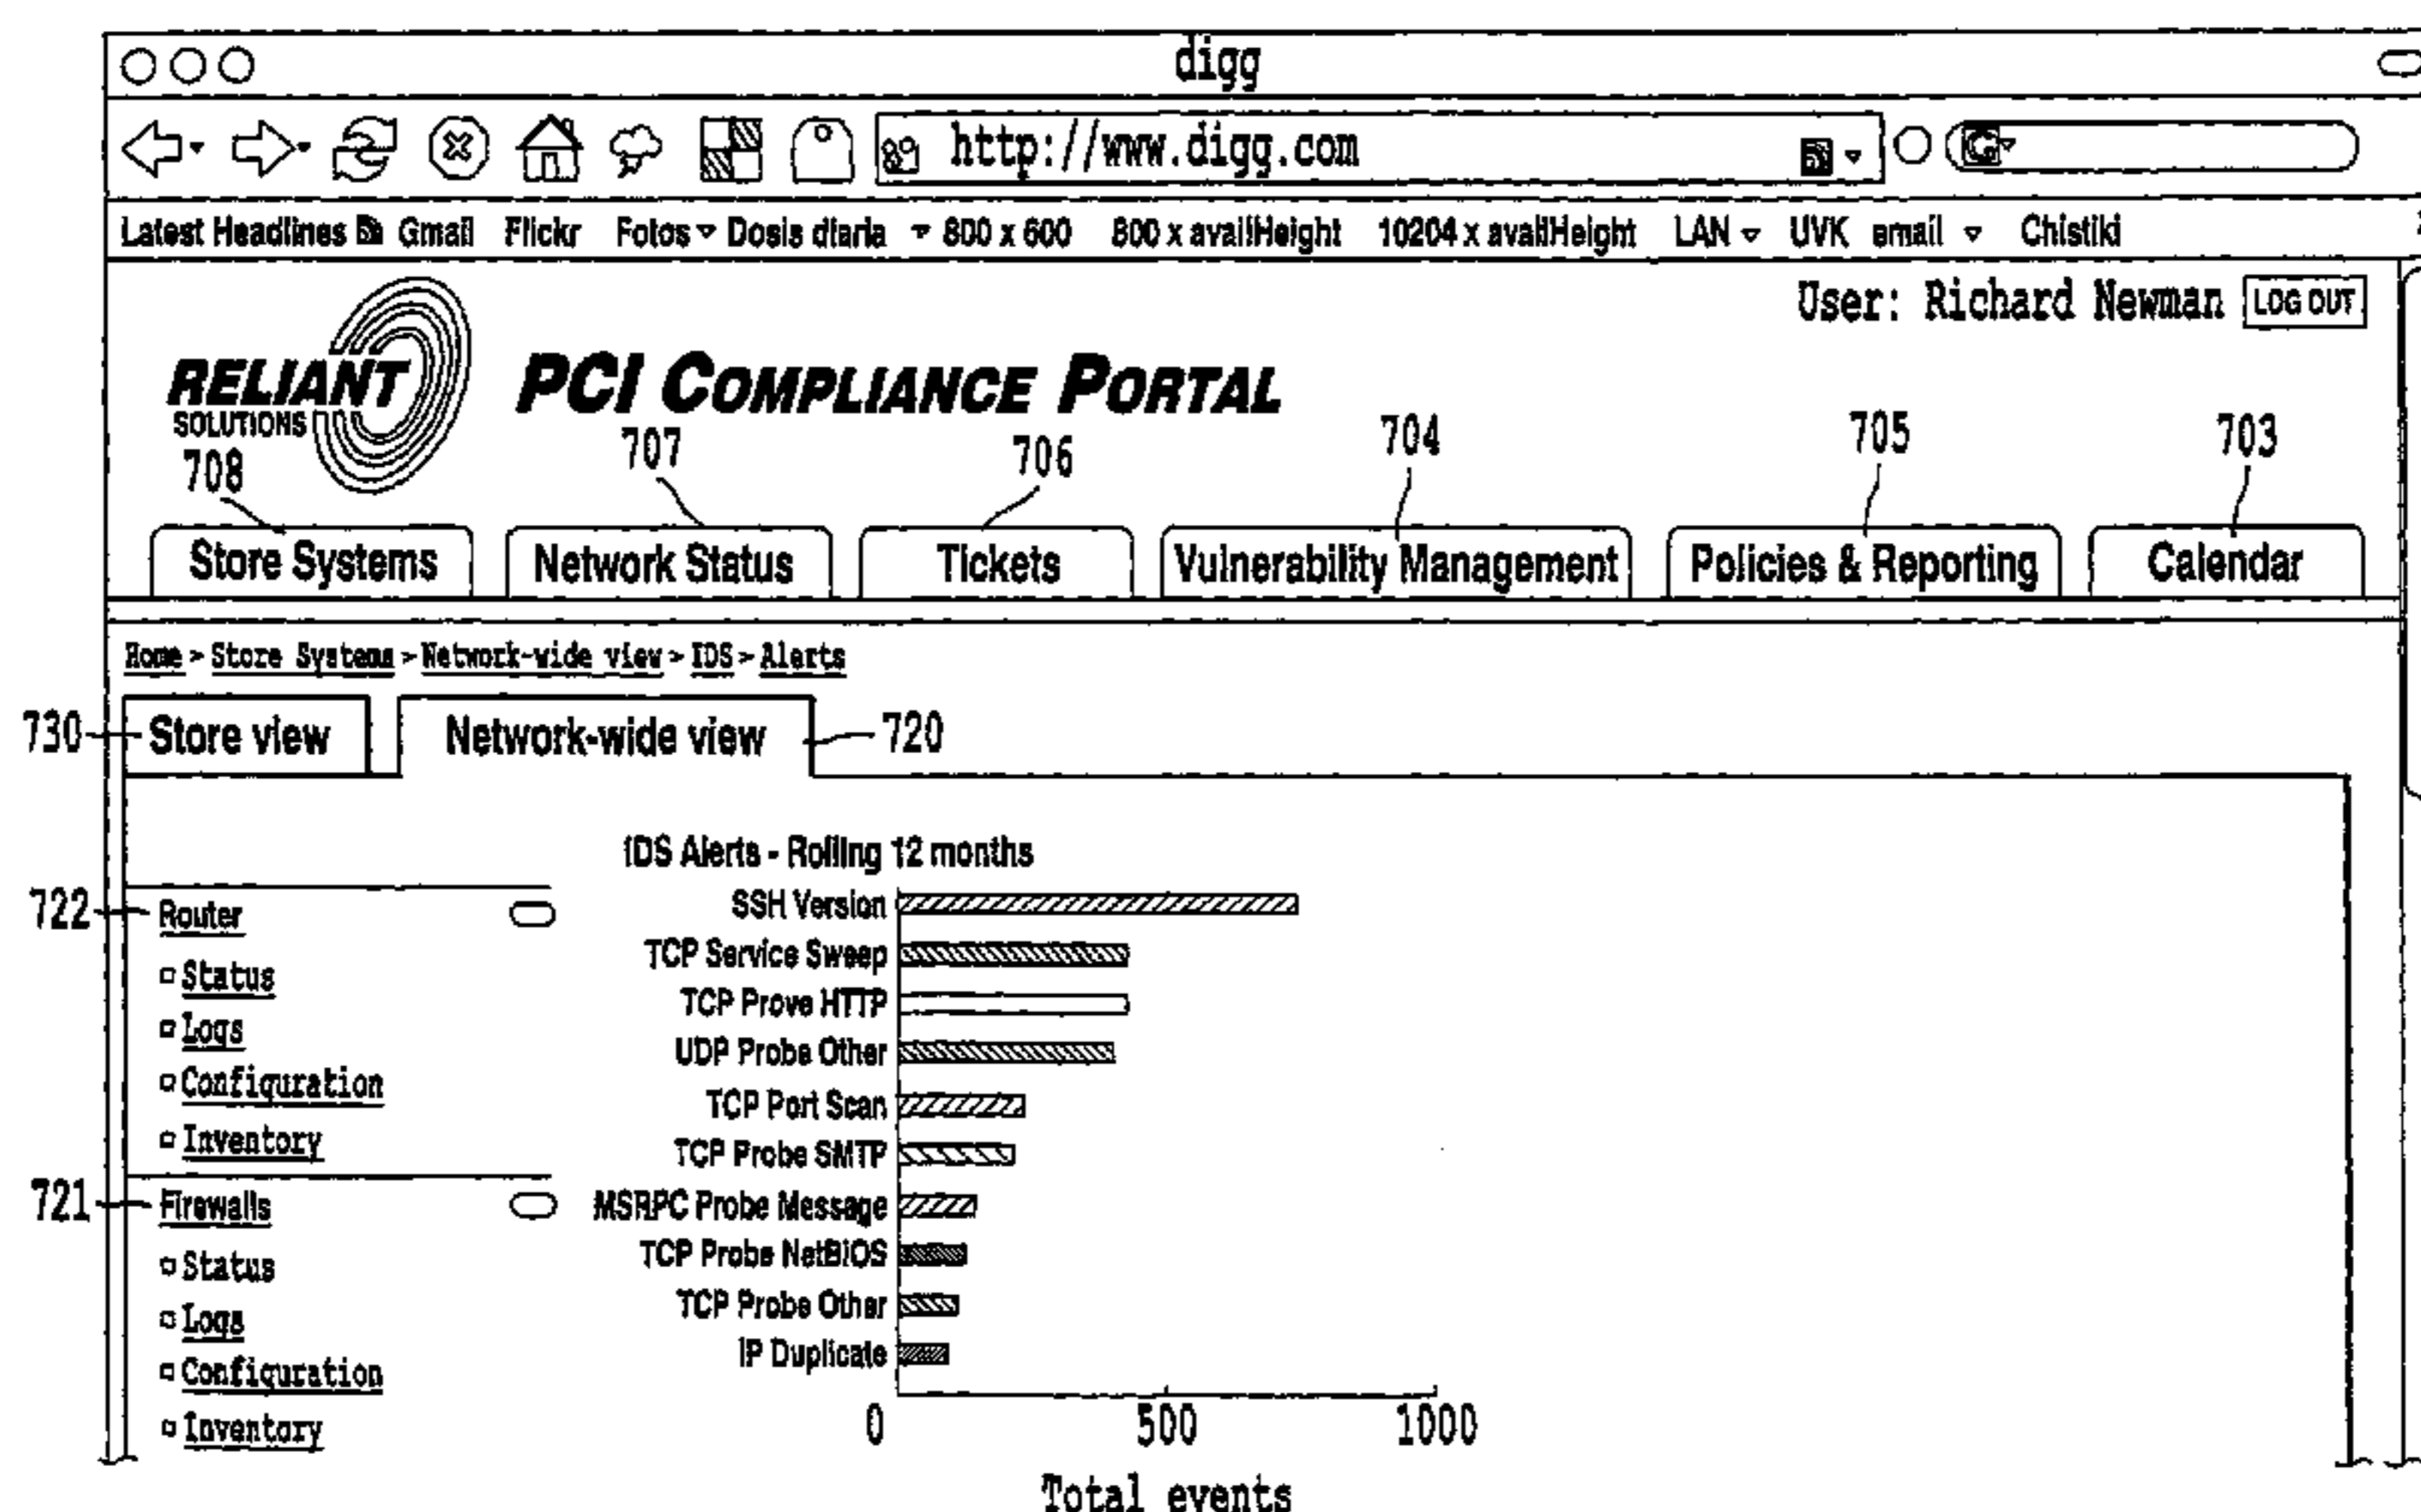 digg
http://www.digg.com
G
Latest Headlines Gmail Flickr Fotos Dosis diaria 800 x 600 800 x availHeight 10204 x availHeight LAN UVK email Chistiki
User: Richard Newman LOG OUT
RELIANT
SOLUTIONS
PCI COMPLIANCE PORTAL
708 707 706 704 705 703
Store Systems Network Status Tickets Vulnerability Management Policies & Reporting Calendar
Home > Store Systems > Network-wide view > IDS > Alerts
730 Store view Network-wide view 720
IDS Alerts - Rolling 12 months
722 Router
Status
Logs
Configuration
Inventory
721 Firewalls
Status
Logs
Configuration
Inventory
SSH Version
TCP Service Sweep
TCP Prove HTTP
UDP Probe Other
TCP Port Scan
TCP Probe SMTP
MSRPC Probe Message
TCP Probe NetBIOS
TCP Probe Other
IP Duplicate
0 500 1000
Total events